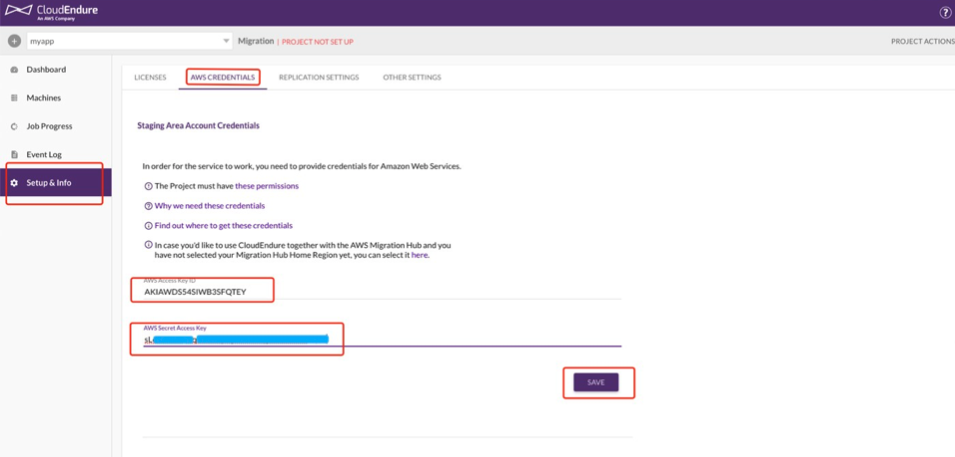 CloudEndure
An AWS Company
?
+ myapp Migration | PROJECT NOT SET UP PROJECT ACTIONS
Dashboard
Machines
Job Progress
Event Log
Setup & Info
LICENSES AWS CREDENTIALS REPLICATION SETTINGS OTHER SETTINGS
Staging Area Account Credentials
In order for the service to work, you need to provide credentials for Amazon Web Services.
The Project must have these permissions
Why we need these credentials
Find out where to get these credentials
In case you'd like to use CloudEndure together with the AWS Migration Hub and you
have not selected your Migration Hub Home Region yet, you can select it here.
AWS Access Key ID
AKIAWDS54SIWB3SFQTEY
AWS Secret Access Key
SAVE